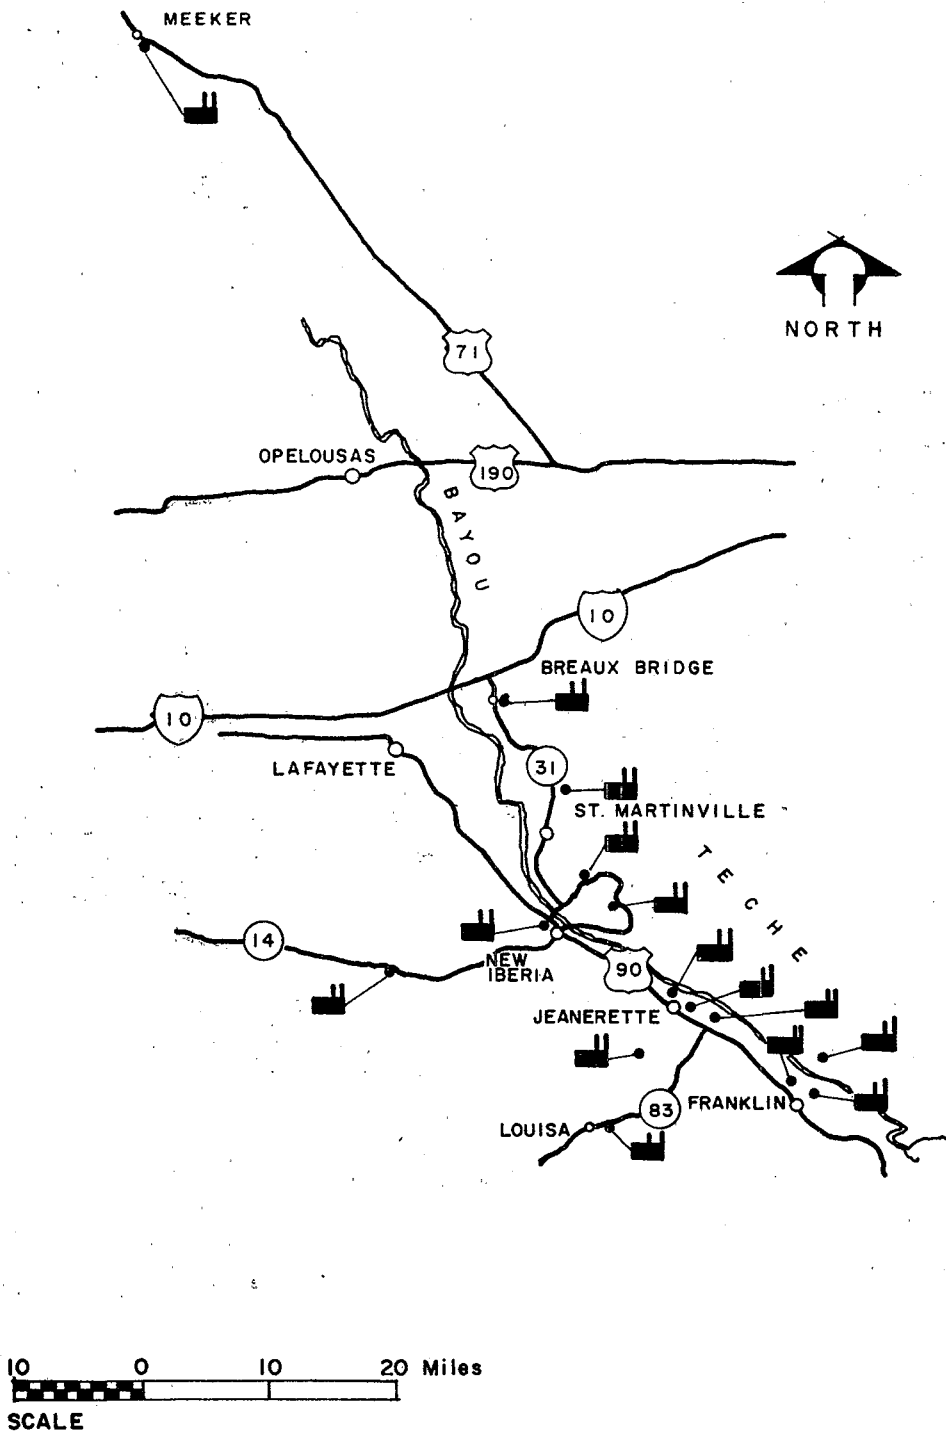 MEEKER
NORTH
71
OPELOUSAS
190
BAYOU
10
BREAUX BRIDGE
10
LAFAYETTE
31
ST. MARTINVILLE
TECHE
14
NEW
IBERIA
90
JEANERETTE
83
FRANKLIN
LOUISA
10 0 10 20 Miles
SCALE